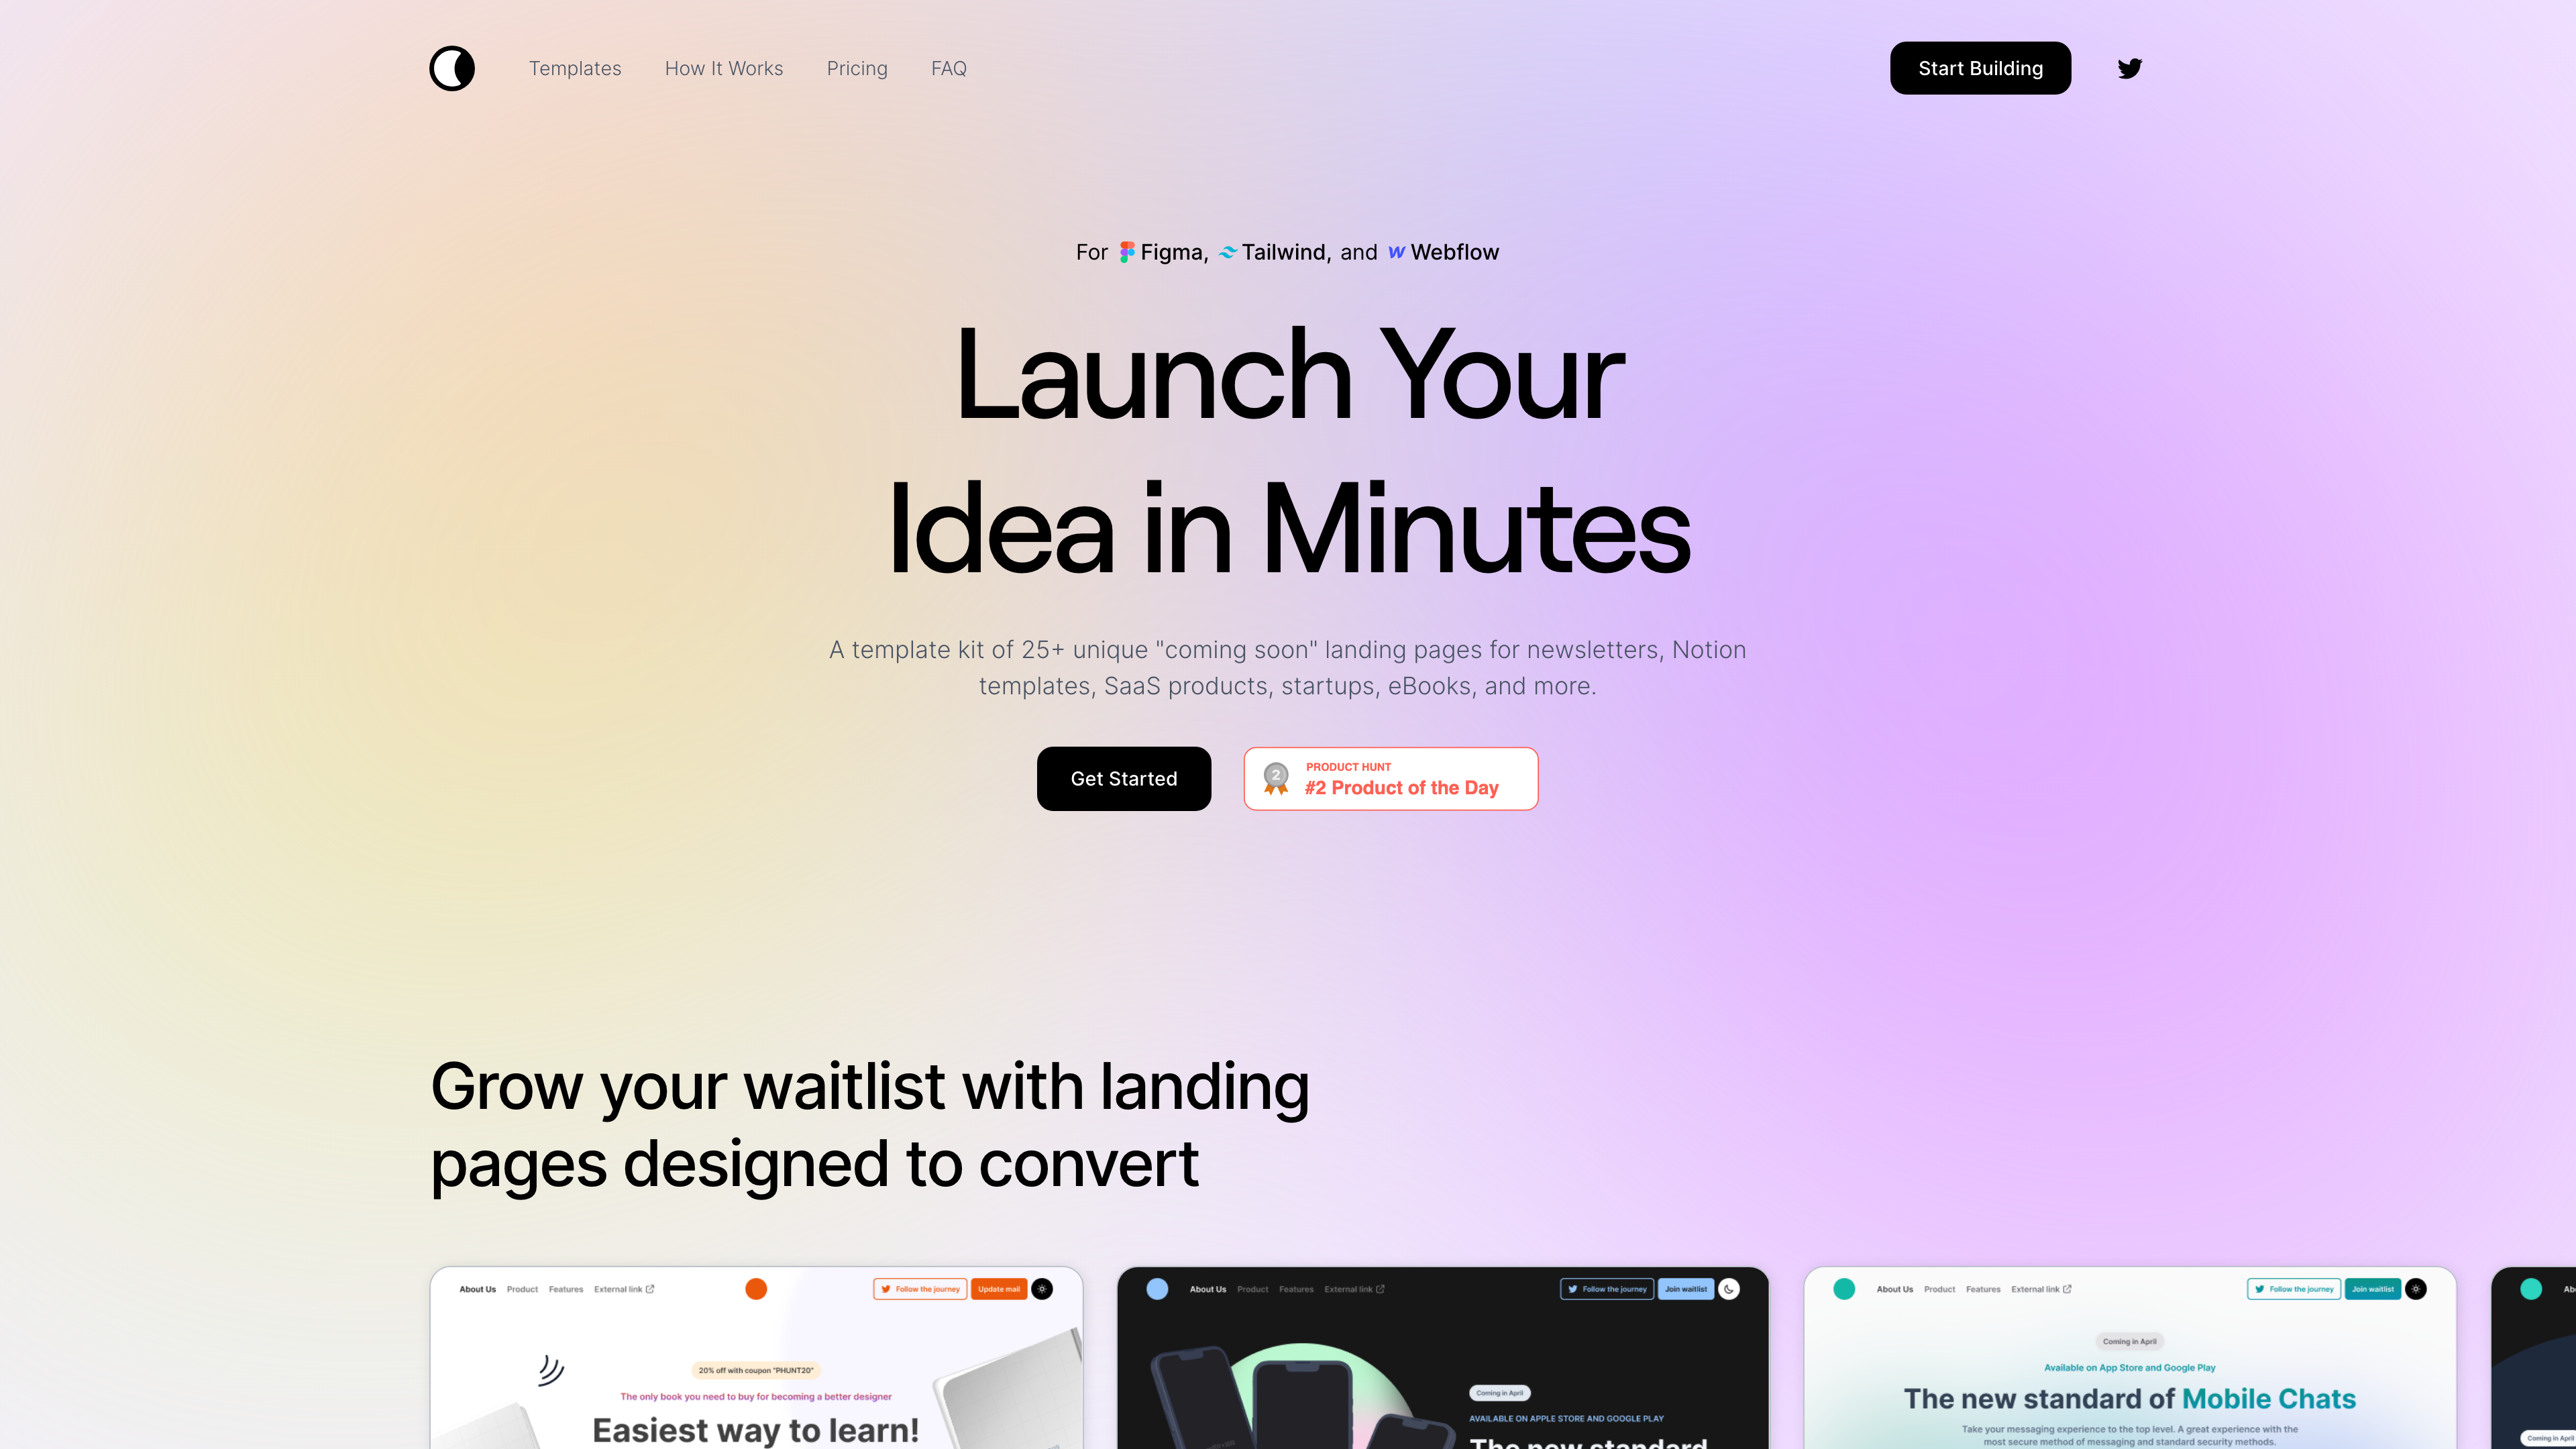 Templates How It Works Pricing FAQ Start Building
For Figma, Tailwind, and Webflow
Launch Your
Idea in Minutes
A template kit of 25+ unique "coming soon" landing pages for newsletters, Notion
templates, SaaS products, startups, eBooks, and more.
Get Started
2
PRODUCT HUNT
#2 Product of the Day
Grow your waitlist with landing
pages designed to convert
About Us Product Features External link Follow the journey Update mail
20% off with coupon "PHUNT20"
The only book you need to buy for becoming a better designer
Easiest way to learn!
About Us Product Features External link Follow the journey Join waitlist
Coming in April
AVAILABLE ON APPLE STORE AND GOOGLE PLAY
The new standard
About Us Product Features External link Follow the journey Join waitlist
Coming in April
Available on App Store and Google Play
The new standard of Mobile Chats
Take your messaging experience to the top level. A great experience with the
most secure method of messaging and standard security methods.
Coming in April